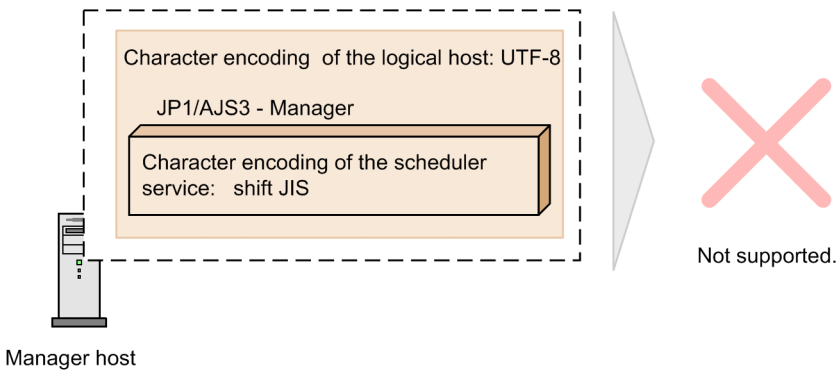 Character encoding of the logical host: UTF-8
JP1/AJS3 - Manager
Character encoding of the scheduler
service: shift JIS
Not supported.
Manager host